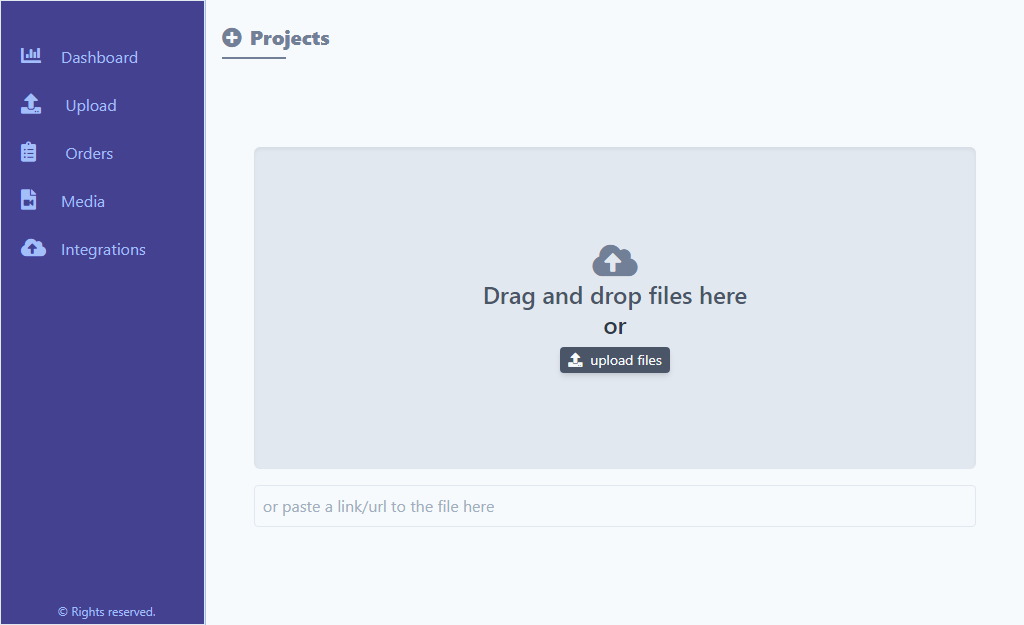 Dashboard
Upload
Orders
Media
Integrations
© Rights reserved.
Projects
Drag and drop files here
or
upload files
or paste a link/url to the file here